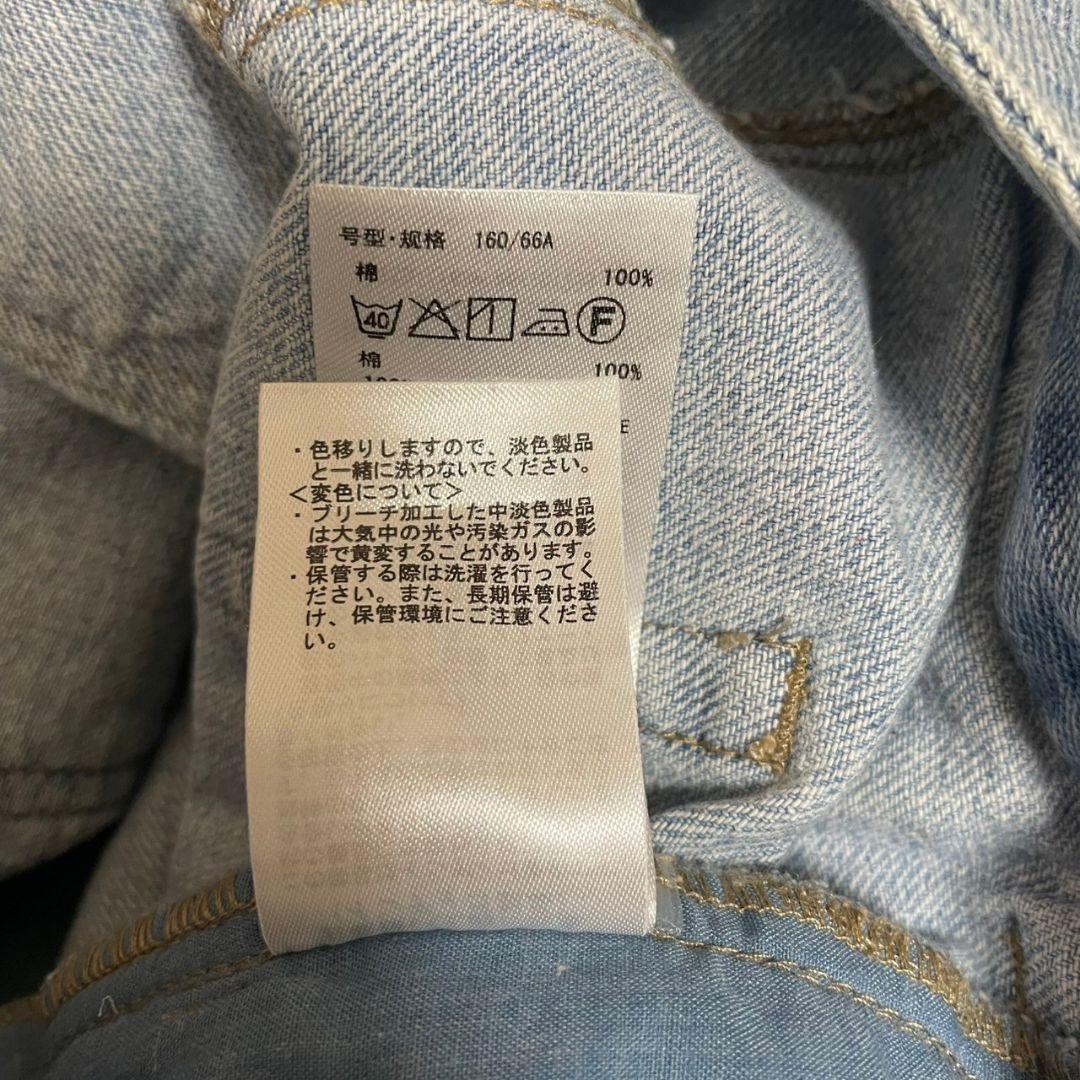 号型·规格 160/66A
棉 100%
40 F
棉 100%
E
・色移りしますので、淡色製品
と一緒に洗わないでください。
<変色について>
・ブリーチ加工した中淡色製品
は大気中の光や汚染ガスの影
響で黄変することがあります。
・保管する際は洗濯を行ってく
ださい。また、長期保管は避
け、保管環境にご注意くださ
い。